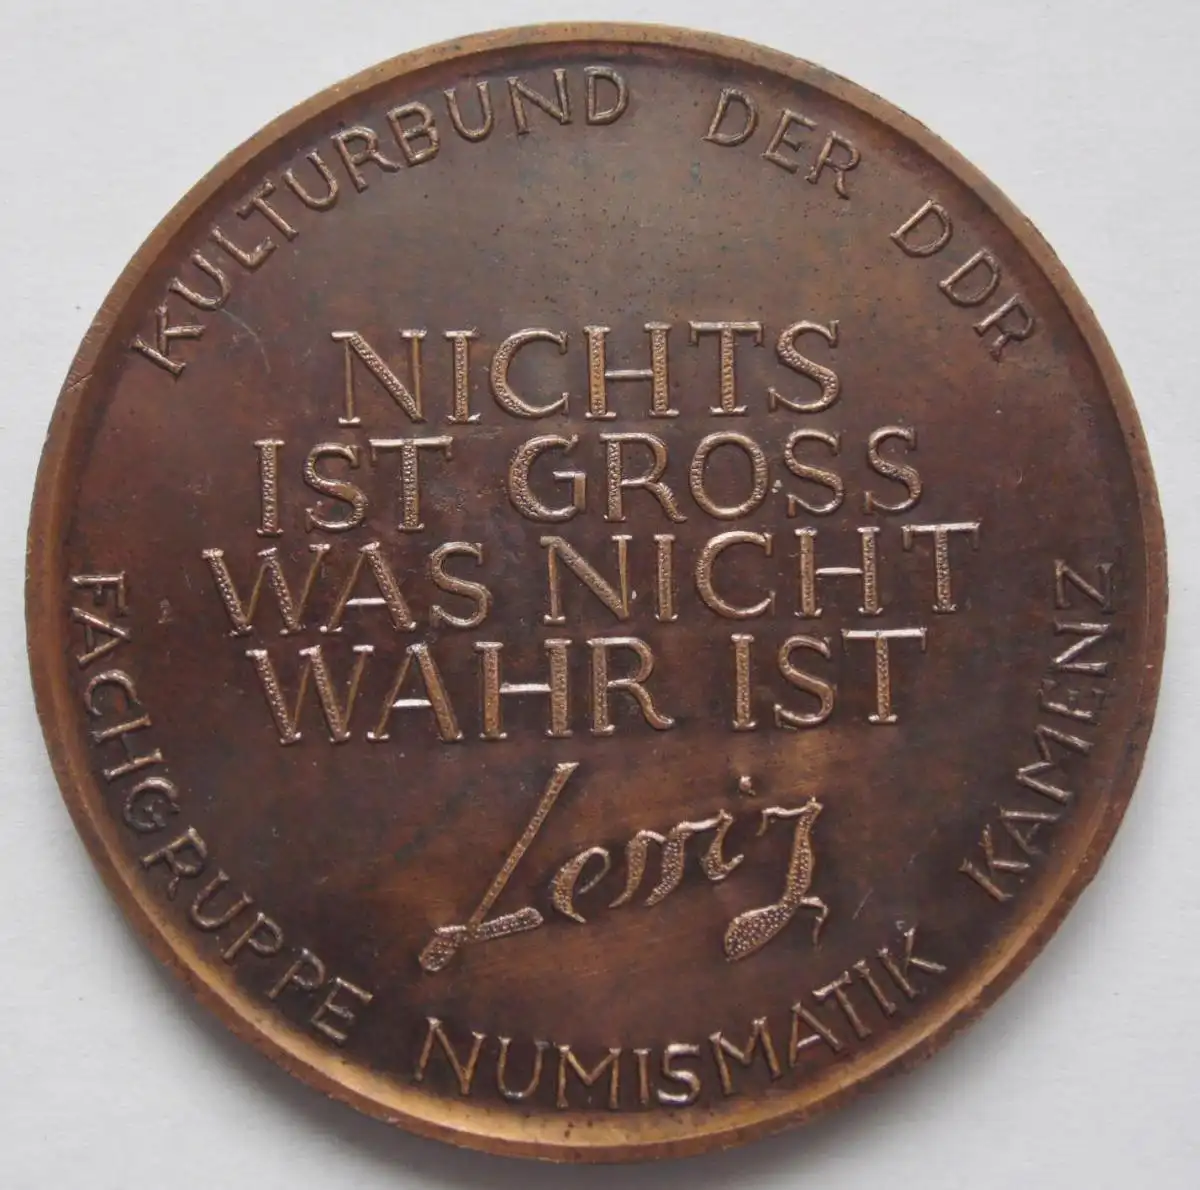 KULTURBUND DER DDR
NICHTS
IST GROSS
WAS NICHT
WAHR IST
Lessing
FACHGRUPPE NUMISMATIK KAMENZ